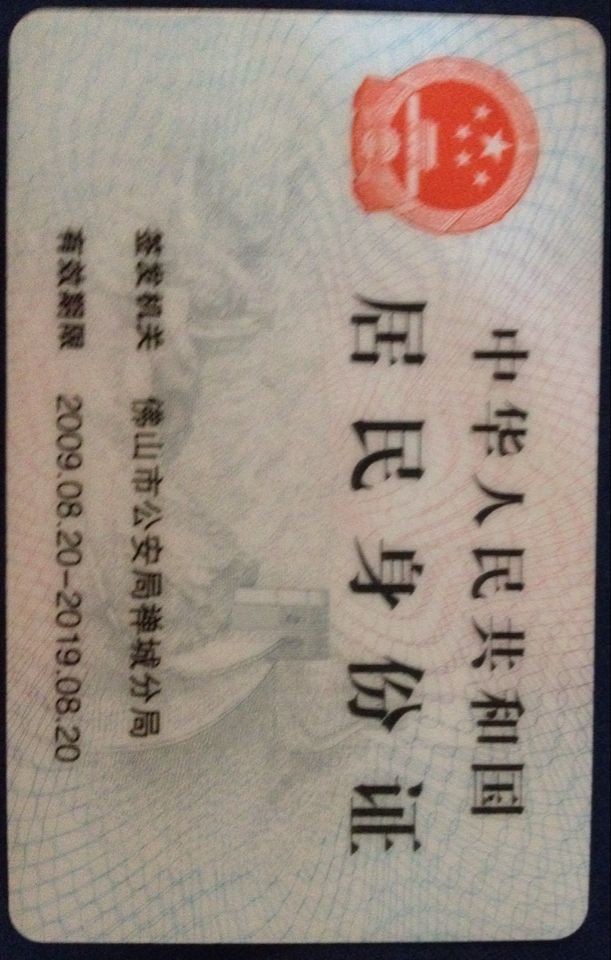 中华人民共和国
居民身份证
签发机关 佛山市公安局禅城分局
有效期限 2009.08.20-2019.08.20